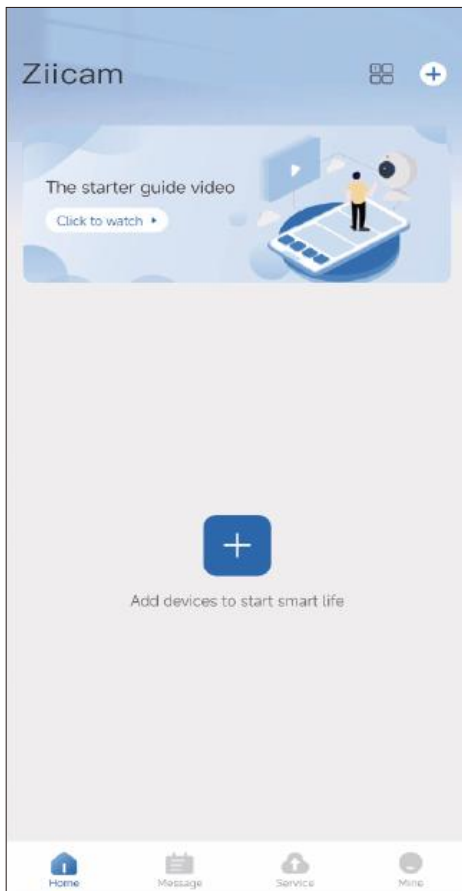 Ziicam
The starter guide video
Click to watch
Add devices to start smart life
Home
Message
Service
Mine